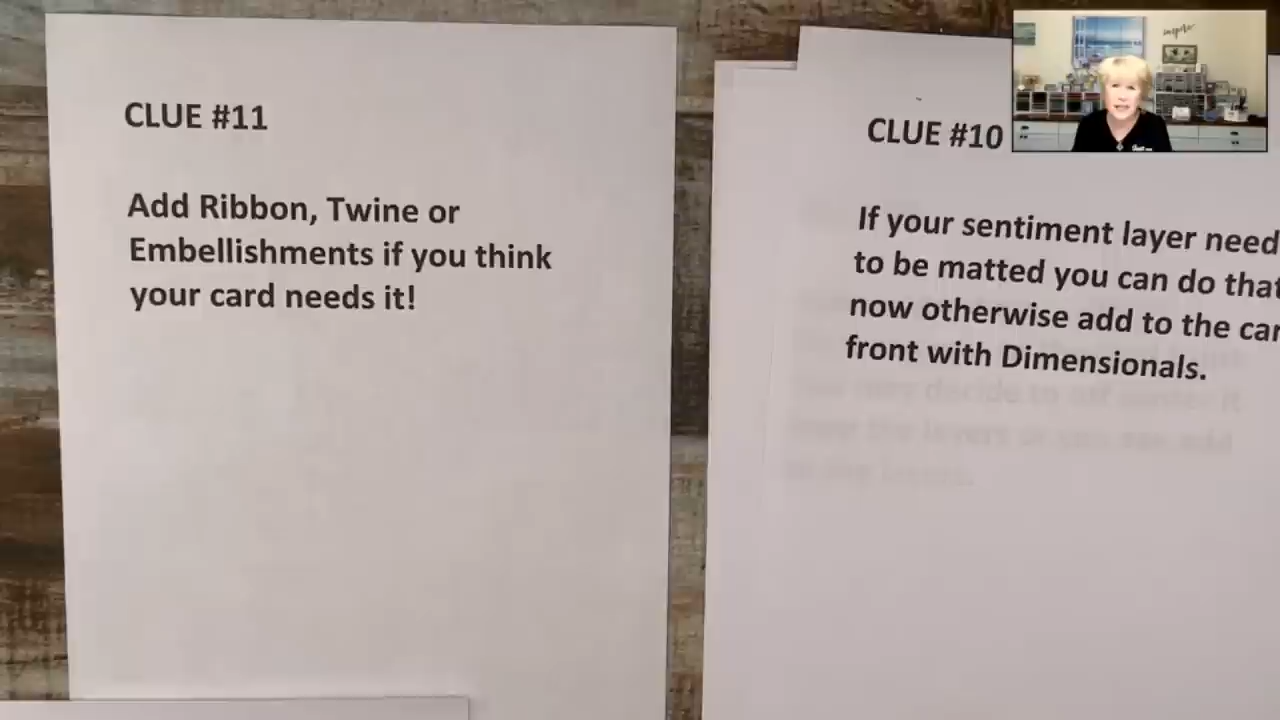 CLUE #11
Add Ribbon, Twine or
Embellishments if you think
your card needs it!
CLUE #10
If your sentiment layer need
to be matted you can do that
now otherwise add to the car
front with Dimensionals.
inspire